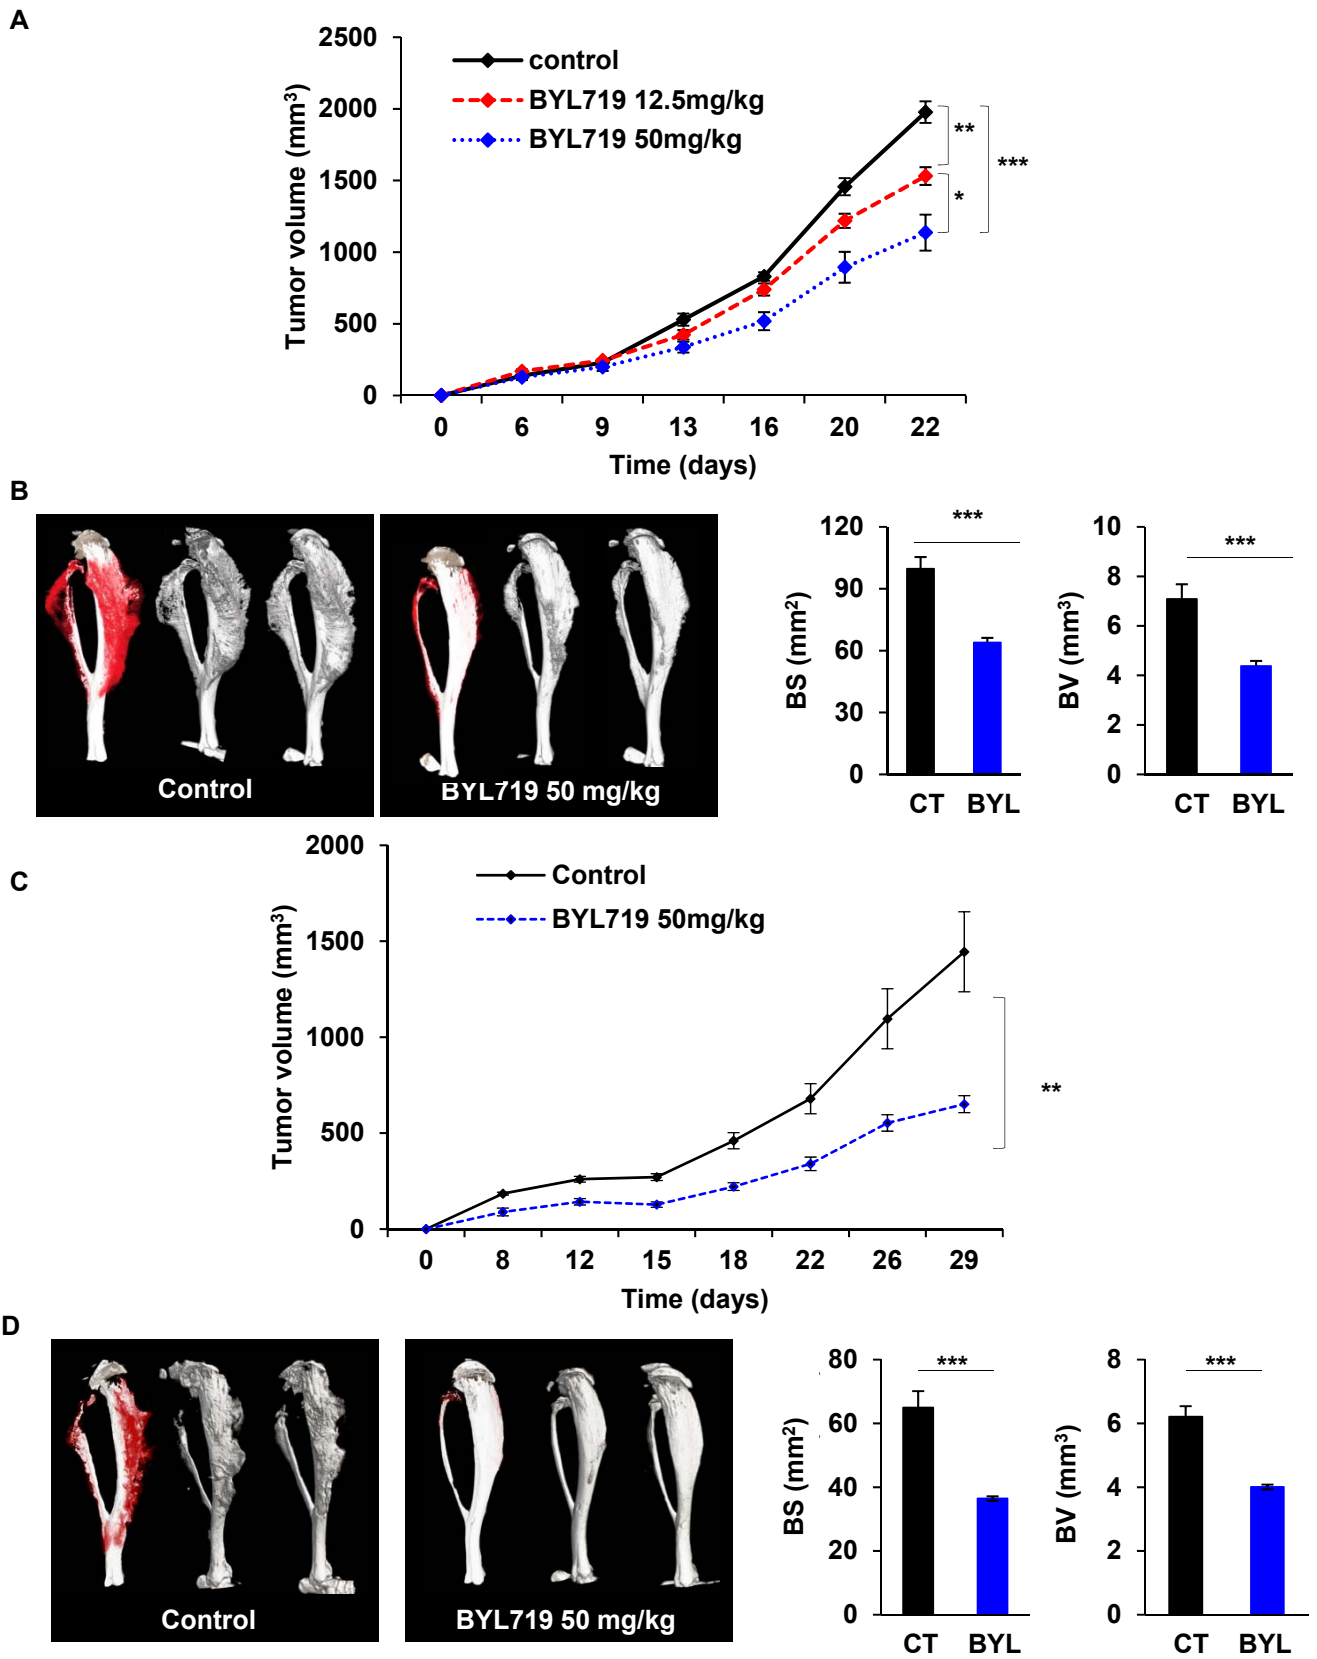 A
2500
2000
1500
1000
500
0
Tumor volume (mm³)
control
BYL719 12.5mg/kg
BYL719 50mg/kg
**
*
***
0 6 9 13 16 20 22
Time (days)
B
Control
BYL719 50 mg/kg
120
90
60
30
0
BS (mm²)
***
CT BYL
10
8
6
4
2
0
BV (mm³)
***
CT BYL
C
2000
1500
1000
500
0
Tumor volume (mm³)
Control
BYL719 50mg/kg
**
0 8 12 15 18 22 26 29
Time (days)
D
Control
BYL719 50 mg/kg
80
60
40
20
0
BS (mm²)
***
CT BYL
8
6
4
2
0
BV (mm³)
***
CT BYL